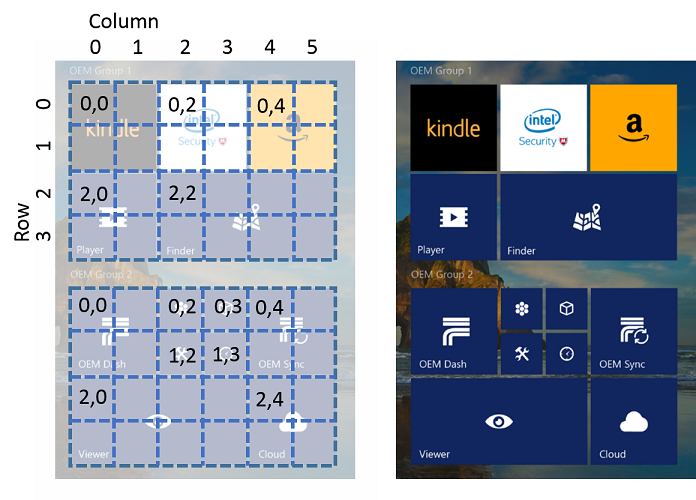 Column
0 1 2 3 4 5
Row
0
1
2
3
OEM Group 1
0,0 0,2 0,4
kindle
intel
Security
a
2,0 2,2
Player Finder
OEM Group 2
0,0 0,2 0,3 0,4
OEM Dash 1,2 1,3 OEM Sync
2,0 2,4
Viewer Cloud
OEM Group 1
kindle
intel
Security
a
Player Finder
OEM Group 2
OEM Dash OEM Sync
Viewer Cloud